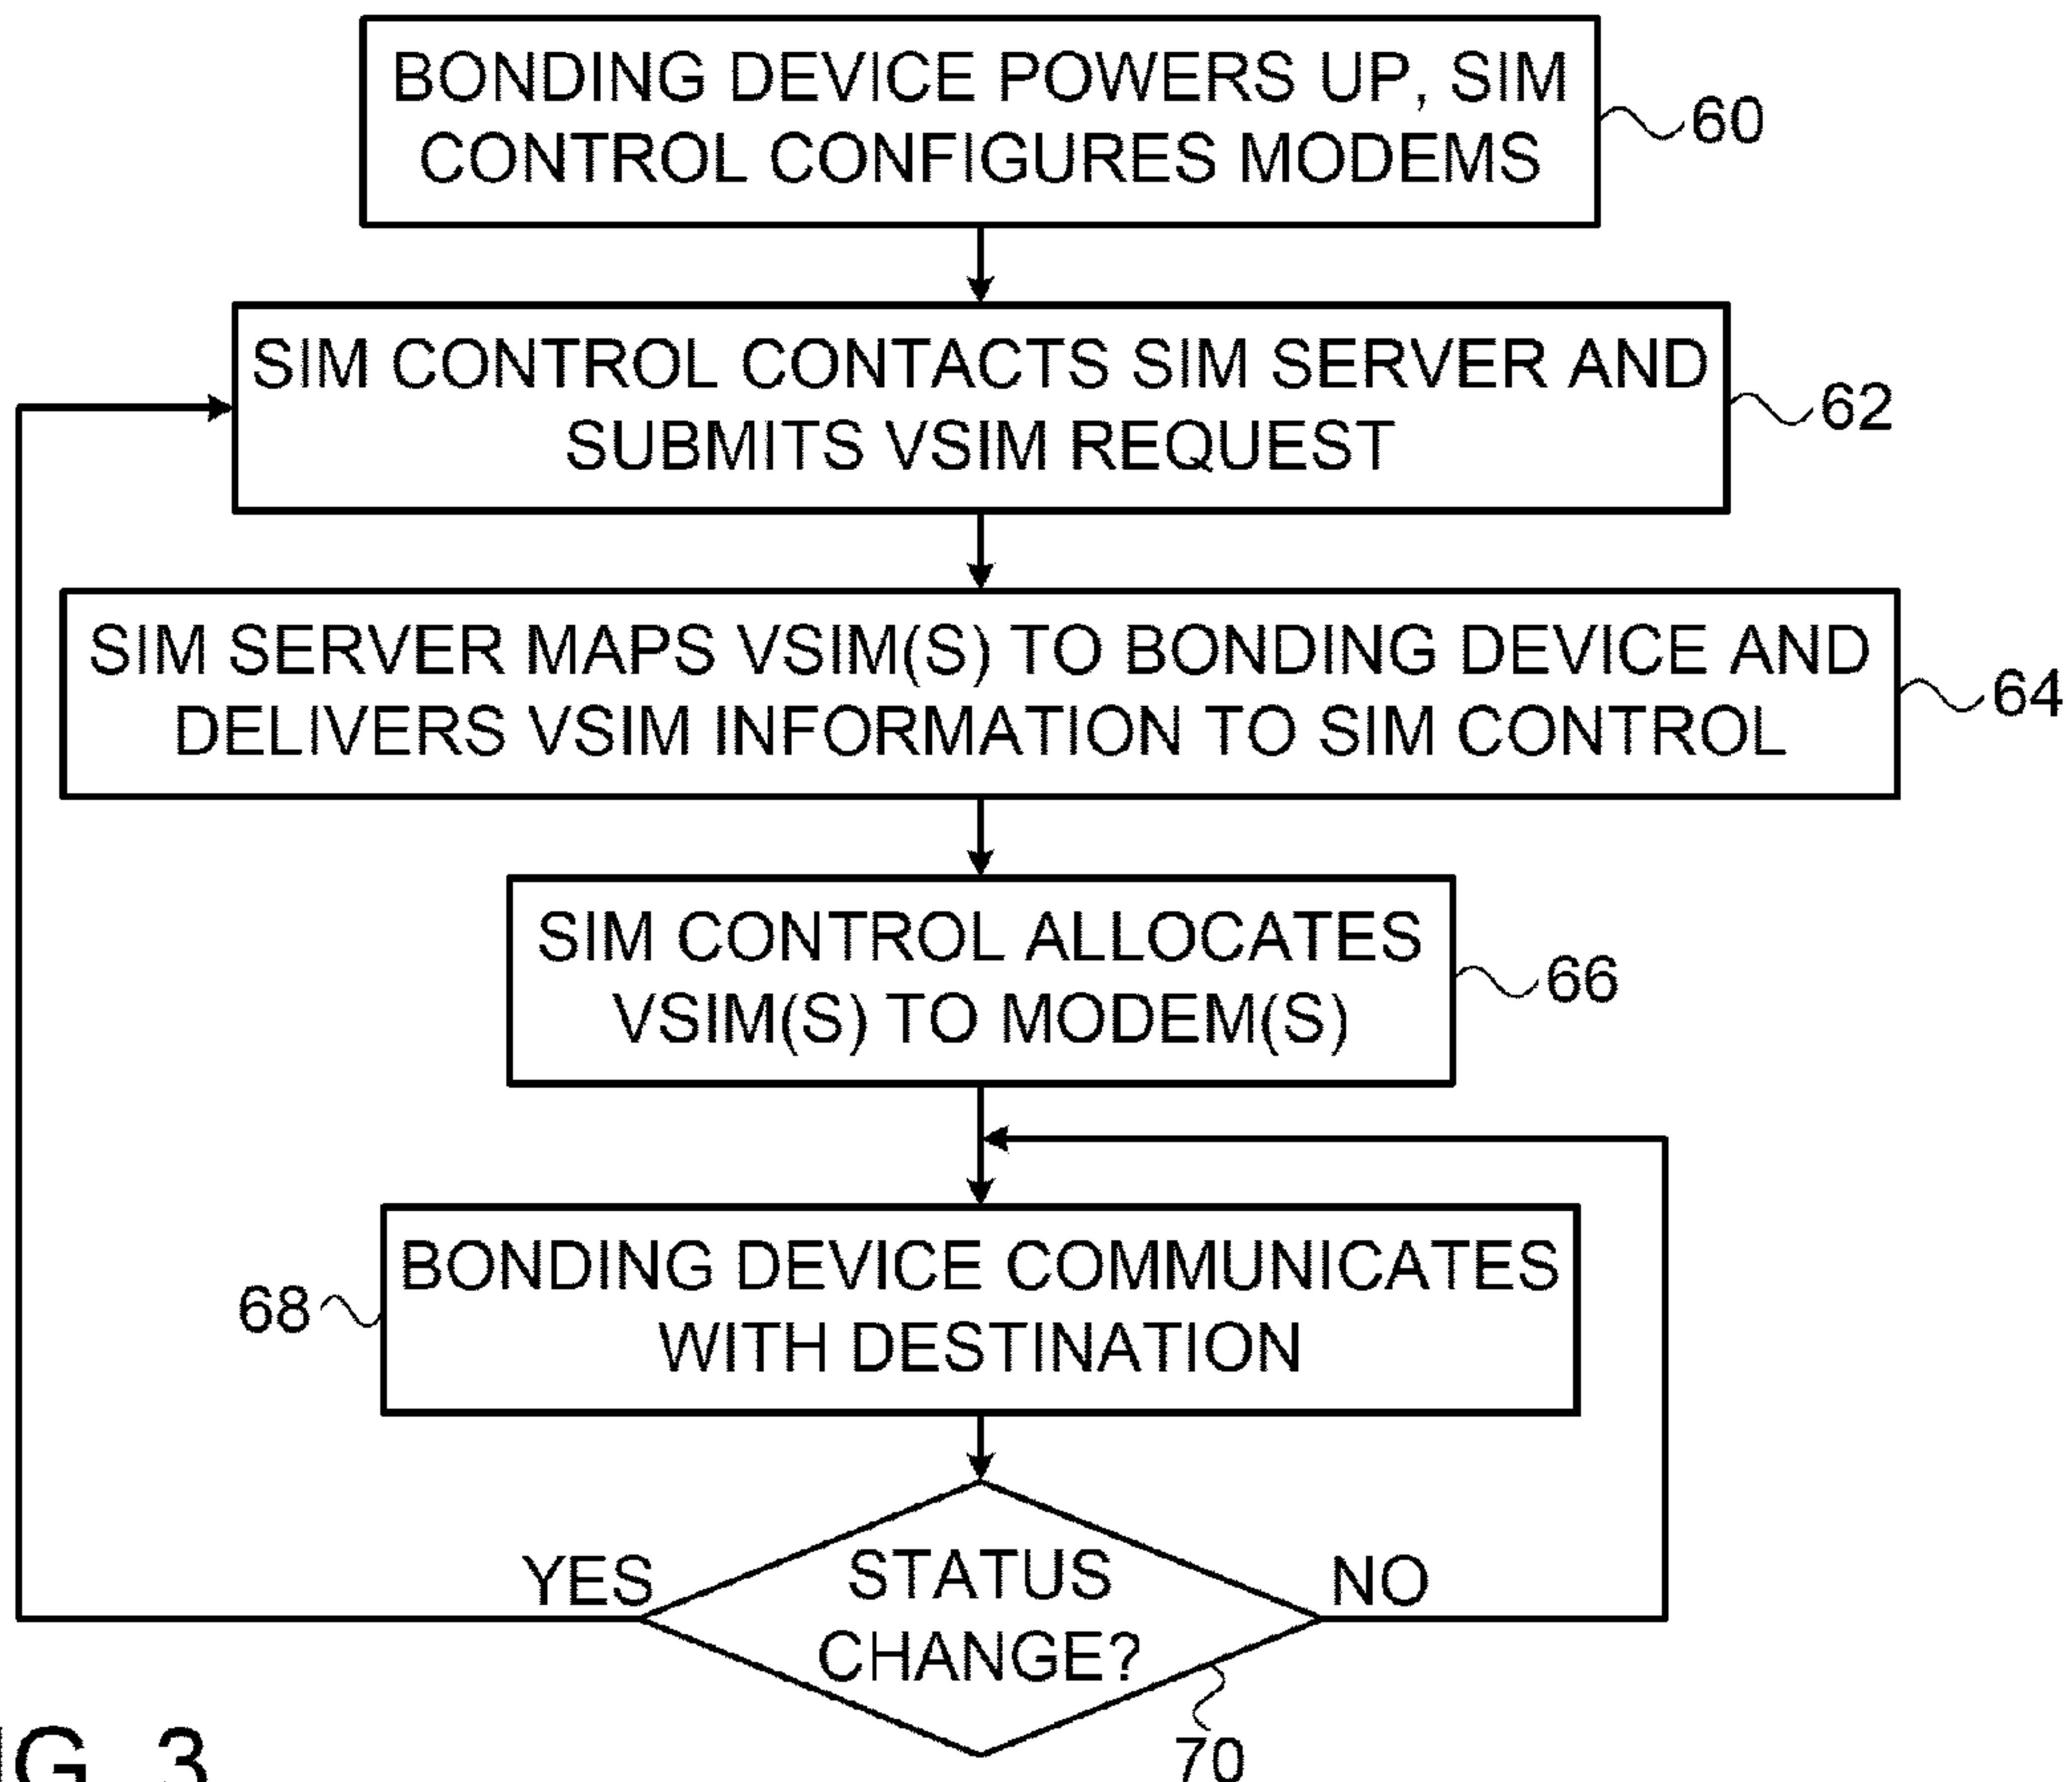 BONDING DEVICE POWERS UP, SIM
CONTROL CONFIGURES MODEMS
60
SIM CONTROL CONTACTS SIM SERVER AND
SUBMITS VSIM REQUEST
62
SIM SERVER MAPS VSIM(S) TO BONDING DEVICE AND
DELIVERS VSIM INFORMATION TO SIM CONTROL
64
SIM CONTROL ALLOCATES
VSIM(S) TO MODEM(S)
66
BONDING DEVICE COMMUNICATES
WITH DESTINATION
68
YES
STATUS
CHANGE?
NO
70
IG. 3